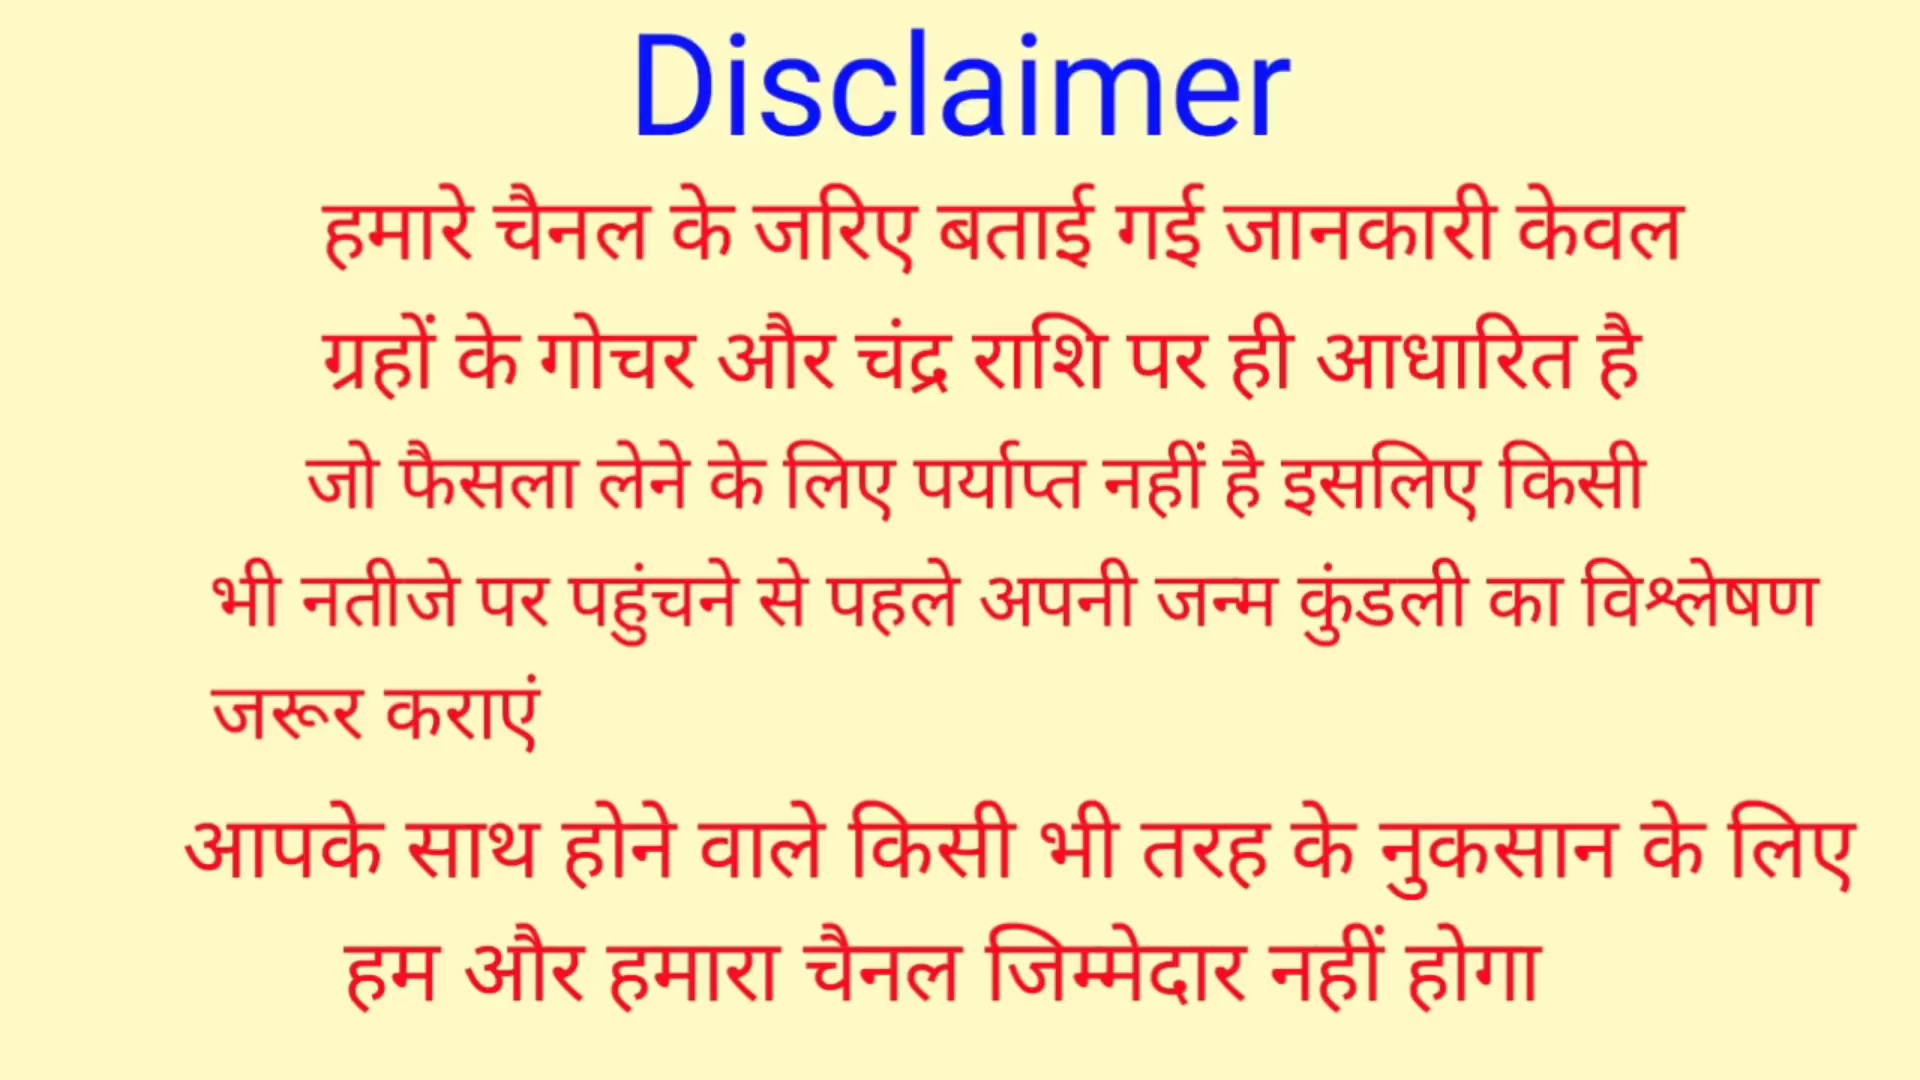 Disclaimer
हमारे चैनल के जरिए बताई गई जानकारी केवल
ग्रहों के गोचर और चंद्र राशि पर ही आधारित है
जो फैसला लेने के लिए पर्याप्त नहीं है इसलिए किसी
भी नतीजे पर पहुंचने से पहले अपनी जन्म कुंडली का विश्लेषण
जरूर कराएं
आपके साथ होने वाले किसी भी तरह के नुकसान के लिए
हम और हमारा चैनल जिम्मेदार नहीं होगा